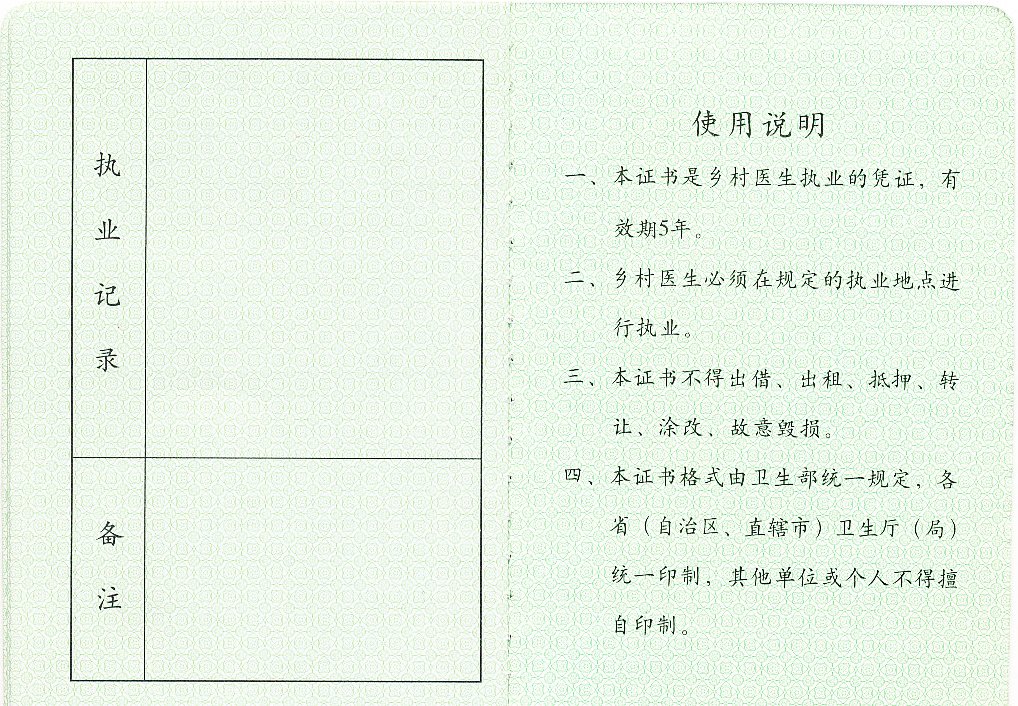 执业记录
备注
使用说明
一、本证书是乡村医生执业的凭证，有
效期5年。
二、乡村医生必须在规定的执业地点进
行执业。
三、本证书不得出借、出租、抵押、转
让、涂改、故意毁损。
四、本证书格式由卫生部统一规定，各
省（自治区、直辖市）卫生厅（局）
统一印制，其他单位或个人不得擅
自印制。